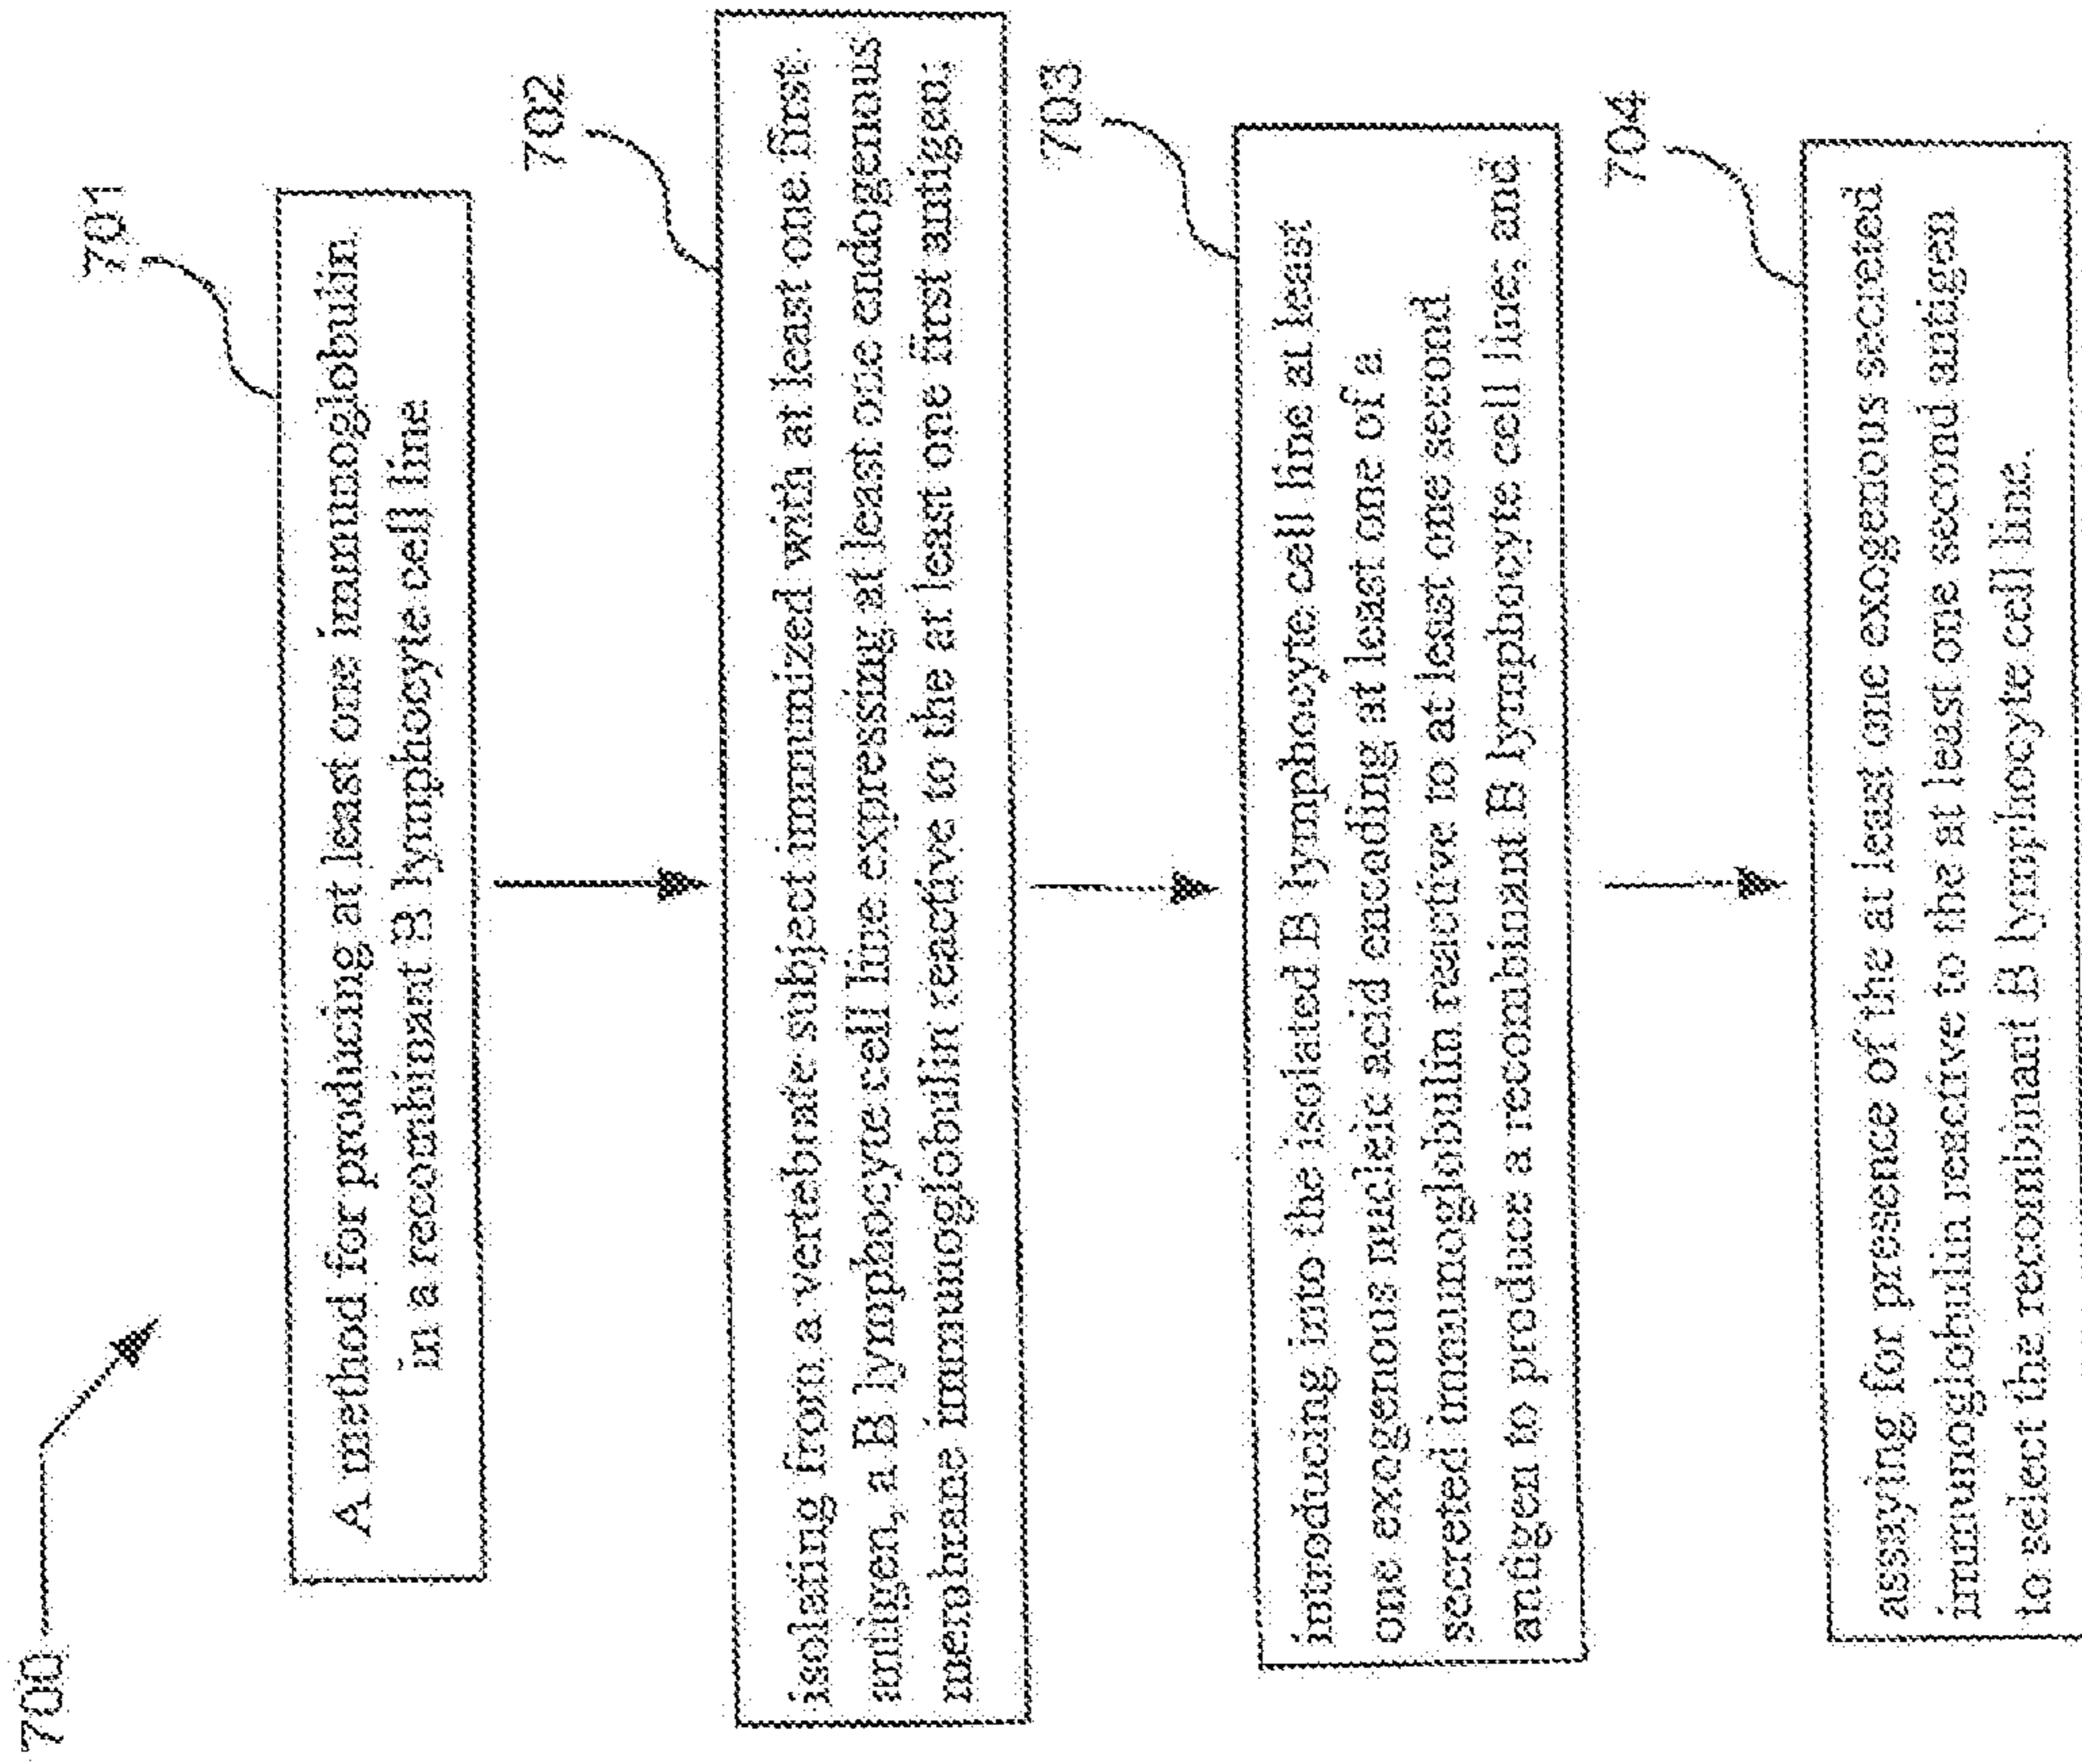 700
701
A method for producing at least one immunoglobulin
in a recombinant B lymphocyte cell line
702
isolating from a vertebrate subject immunized with at least one first
antigen, a B lymphocyte cell line expressing at least one endogenous
membrane immunoglobulin reactive to the at least one first antigen;
703
introducing into the isolated B lymphocyte cell line at least
one exogenous nucleic acid encoding at least one of a
secreted immunoglobulin reactive to at least one second
antigen to produce a recombinant B lymphocyte cell line; and
704
assaying for presence of the at least one exogenous secreted
immunoglobulin reactive to the at least one second antigen
to select the recombinant B lymphocyte cell line.